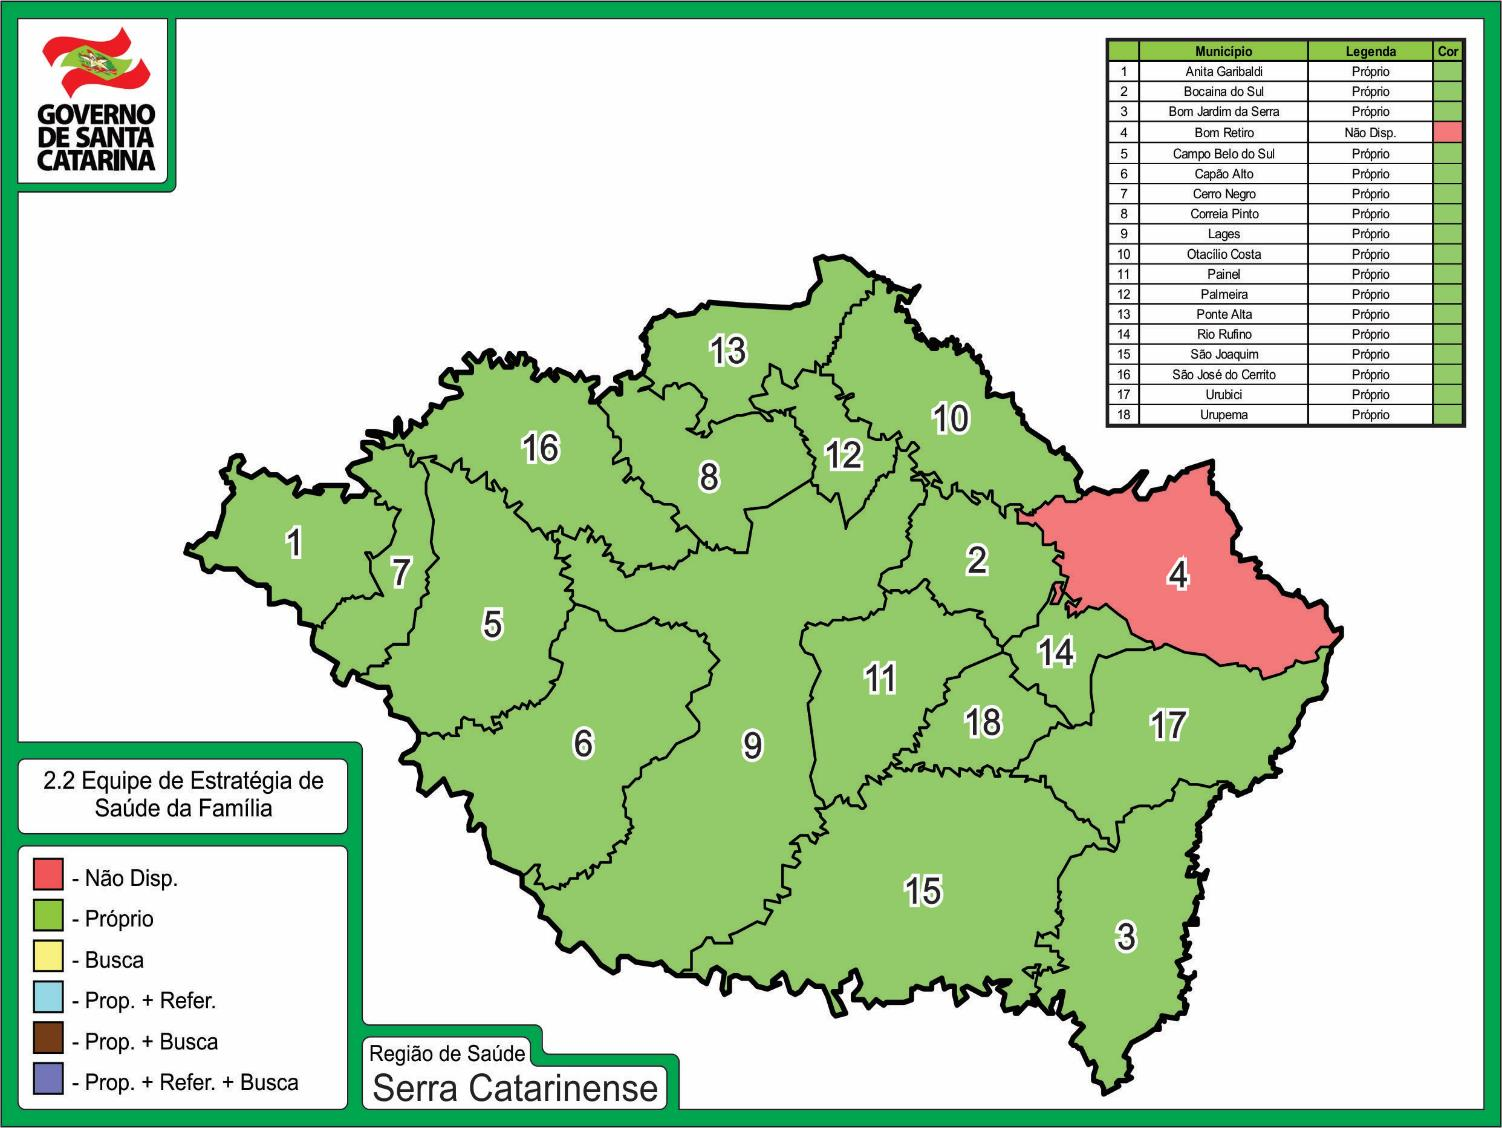 GOVERNO
DE SANTA
CATARINA
Município Legenda Cor
1 Anita Garibaldi Próprio
2 Bocaina do Sul Próprio
3 Bom Jardim da Serra Próprio
4 Bom Retiro Não Disp.
5 Campo Belo do Sul Próprio
6 Capão Alto Próprio
7 Cerro Negro Próprio
8 Correia Pinto Próprio
9 Lages Próprio
10 Otacílio Costa Próprio
11 Painel Próprio
12 Palmeira Próprio
13 Ponte Alta Próprio
14 Rio Rufino Próprio
15 São Joaquim Próprio
16 São José do Cerrito Próprio
17 Urubici Próprio
18 Urupema Próprio
13
10
16
12
8
1
2
7
4
5
14
11
18
17
6
9
15
3
2.2 Equipe de Estratégia de
Saúde da Família
- Não Disp.
- Próprio
- Busca
- Prop. + Refer.
- Prop. + Busca
- Prop. + Refer. + Busca
Região de Saúde
Serra Catarinense